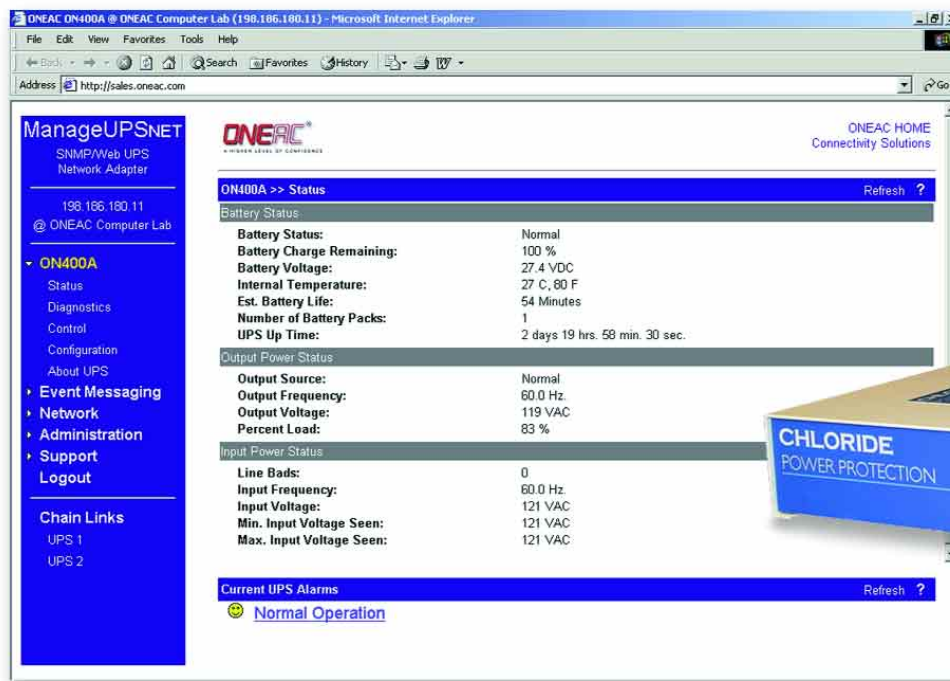 ONEAC ON400A @ ONEAC Computer Lab (198.186.180.11) - Microsoft Internet Explorer
File Edit View Favorites Tools Help
Back Search Favorites History
Address http://sales.oneac.com Go
ManageUPSNET
SNMP/Web UPS
Network Adapter
198.186.180.11
@ ONEAC Computer Lab
ON400A
Status
Diagnostics
Control
Configuration
About UPS
Event Messaging
Network
Administration
Support
Logout
Chain Links
UPS 1
UPS 2
ONEAC®
A HIGHER LEVEL OF CONFIDENCE
ONEAC HOME
Connectivity Solutions
ON400A >> Status Refresh ?
Battery Status
Battery Status: Normal
Battery Charge Remaining: 100 %
Battery Voltage: 27.4 VDC
Internal Temperature: 27 C, 80 F
Est. Battery Life: 54 Minutes
Number of Battery Packs: 1
UPS Up Time: 2 days 19 hrs. 58 min. 30 sec.
Output Power Status
Output Source: Normal
Output Frequency: 60.0 Hz.
Output Voltage: 119 VAC
Percent Load: 83 %
Input Power Status
Line Bads: 0
Input Frequency: 60.0 Hz.
Input Voltage: 121 VAC
Min. Input Voltage Seen: 121 VAC
Max. Input Voltage Seen: 121 VAC
CHLORIDE
POWER PROTECTION
Current UPS Alarms Refresh ?
Normal Operation